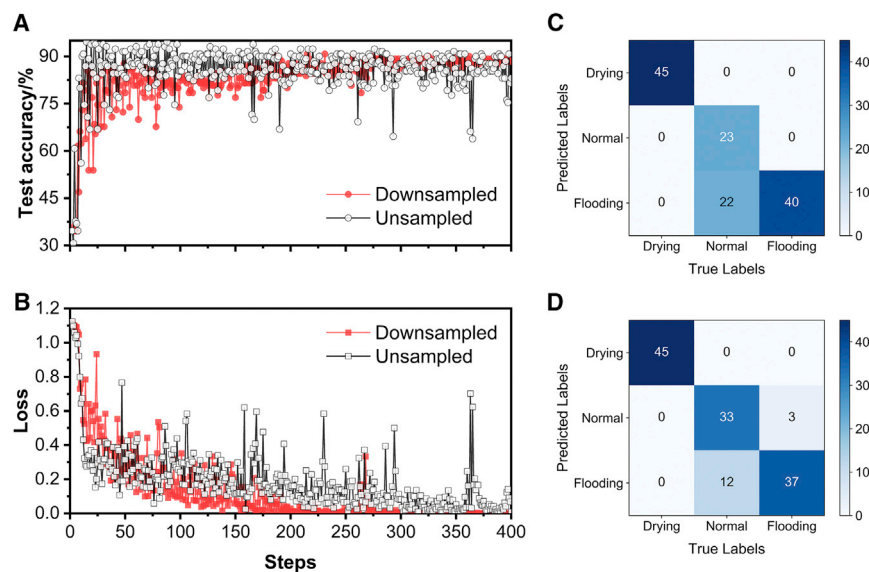 A
Test accuracy/%
90
75
60
45
30
Downsampled
Unsampled
B
Loss
1.2
1.0
0.8
0.6
0.4
0.2
0.0
Downsampled
Unsampled
0 50 100 150 200 250 300 350 400
Steps
C
Predicted Labels
Drying 45 0 0
Normal 0 23 0
Flooding 0 22 40
Drying Normal Flooding
True Labels
40
30
20
10
0
D
Predicted Labels
Drying 45 0 0
Normal 0 33 3
Flooding 0 12 37
Drying Normal Flooding
True Labels
40
30
20
10
0